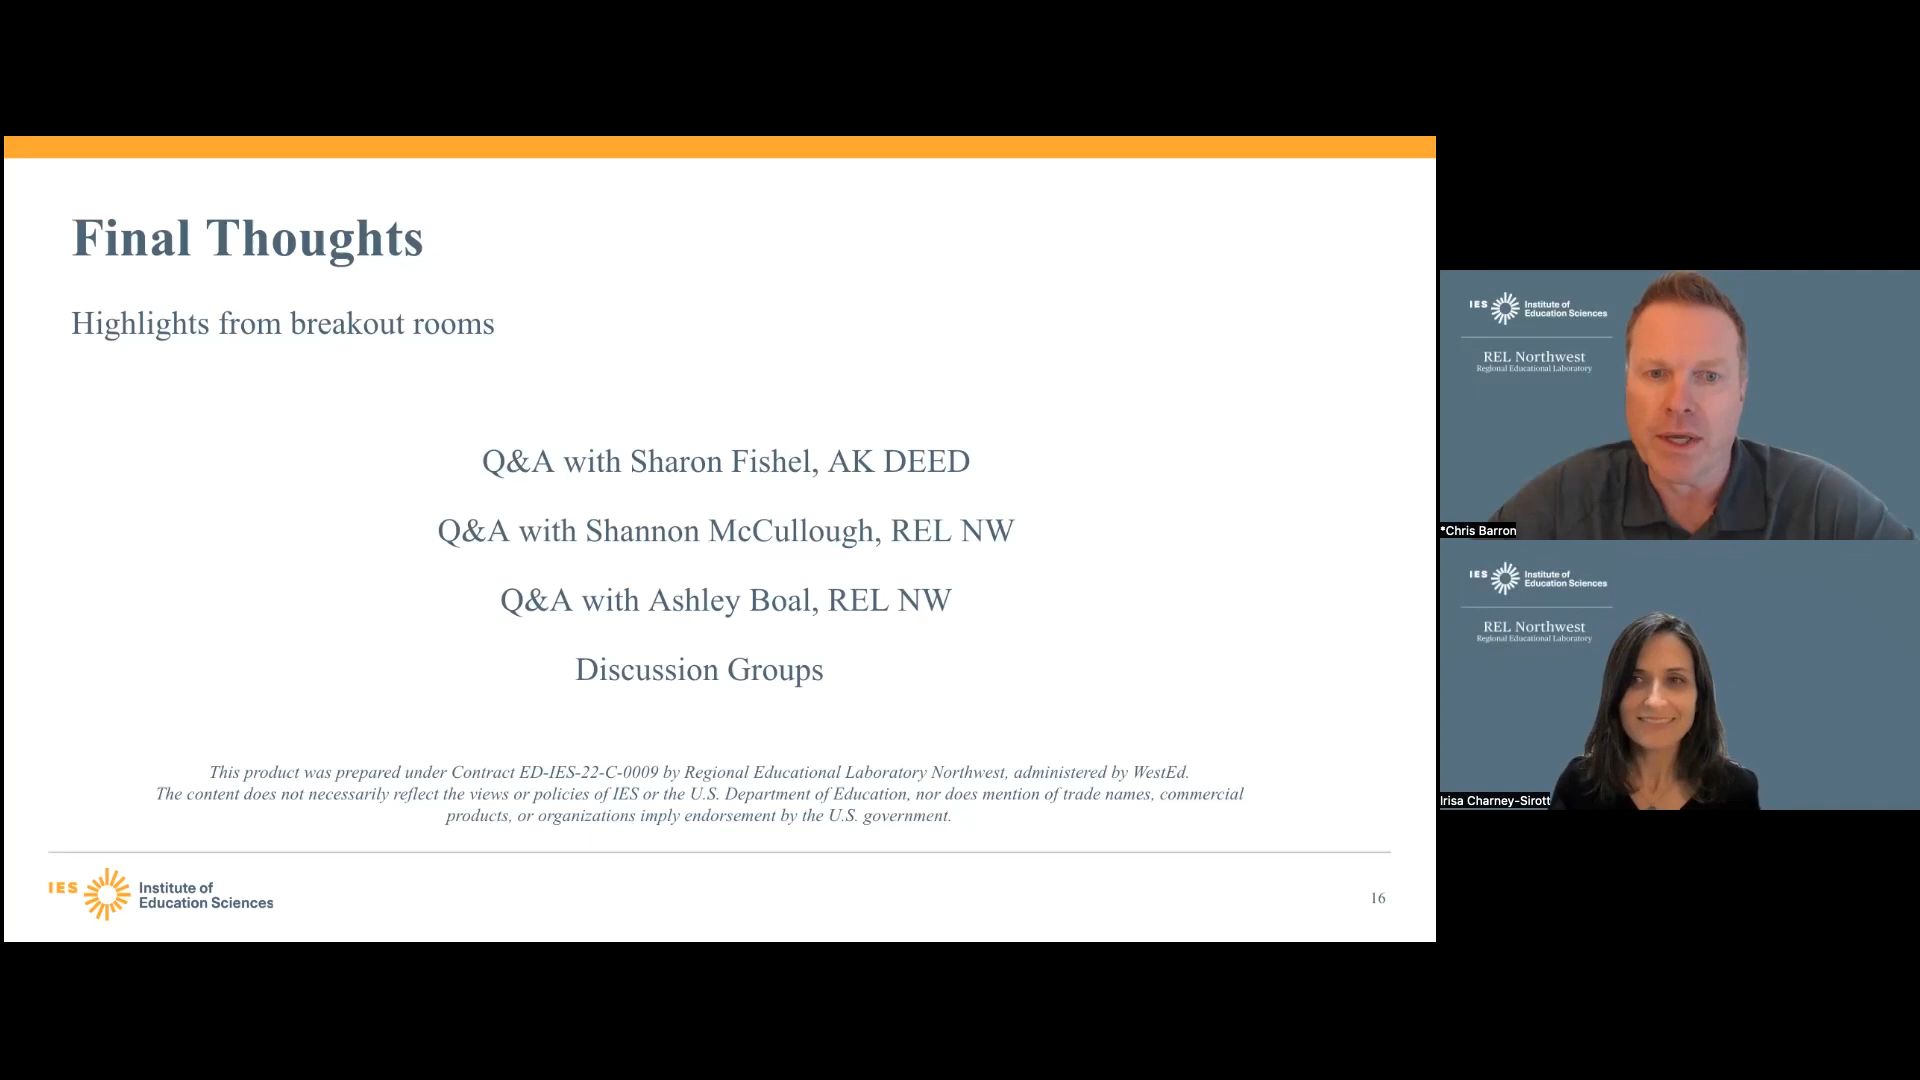 Final Thoughts
Highlights from breakout rooms
Q&A with Sharon Fishel, AK DEED
Q&A with Shannon McCullough, REL NW
Q&A with Ashley Boal, REL NW
Discussion Groups
This product was prepared under Contract ED-IES-22-C-0009 by Regional Educational Laboratory Northwest, administered by WestEd.
The content does not necessarily reflect the views or policies of IES or the U.S. Department of Education, nor does mention of trade names, commercial
products, or organizations imply endorsement by the U.S. government.
IES
Institute of
Education Sciences
16
IES
Institute of
Education Sciences
REL Northwest
Regional Educational Laboratory
*Chris Barron
IES
Institute of
Education Sciences
REL Northwest
Regional Educational Laboratory
Irisa Charney-Sirott